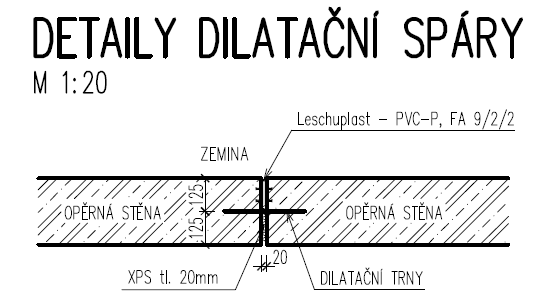 DETAILY DILATAČNÍ SPÁRY
M 1:20
Leschuplast - PVC-P, FA 9/2/2
ZEMINA
125
OPĚRNÁ STĚNA
OPĚRNÁ STĚNA
125
20
XPS tl. 20mm
DILATAČNÍ TRNY